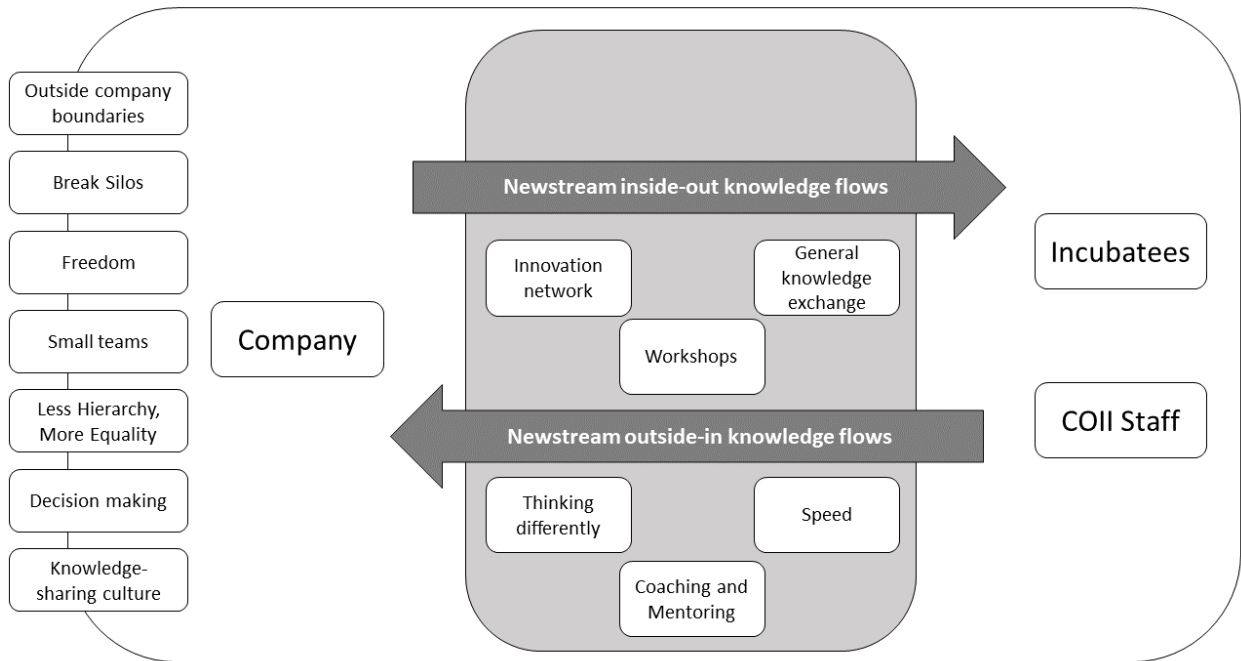 Outside company
boundaries
Break Silos
Freedom
Small teams
Less Hierarchy,
More Equality
Decision making
Knowledge-
sharing culture
Company
Newstream inside-out knowledge flows
Innovation
network
General
knowledge
exchange
Workshops
Newstream outside-in knowledge flows
Thinking
differently
Speed
Coaching and
Mentoring
Incubatees
COII Staff